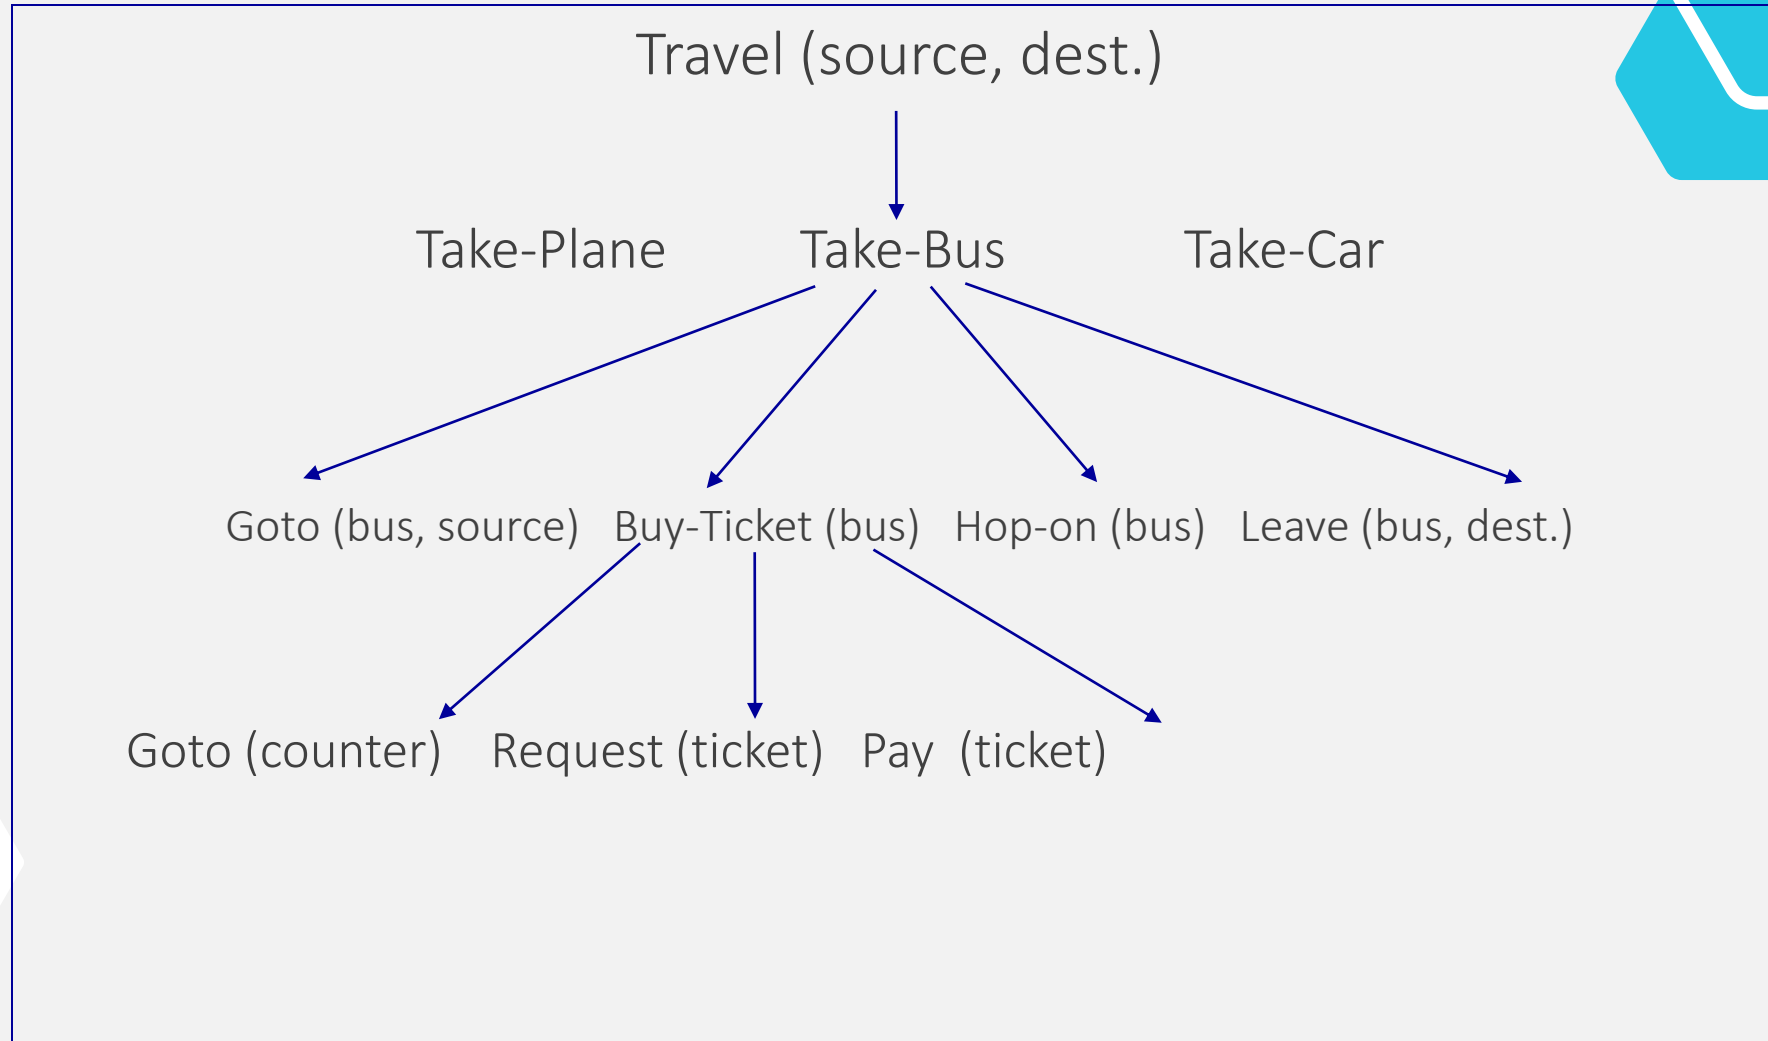 Travel (source, dest.)
Take-Plane Take-Bus Take-Car
Goto (bus, source) Buy-Ticket (bus) Hop-on (bus) Leave (bus, dest.)
Goto (counter) Request (ticket) Pay (ticket)